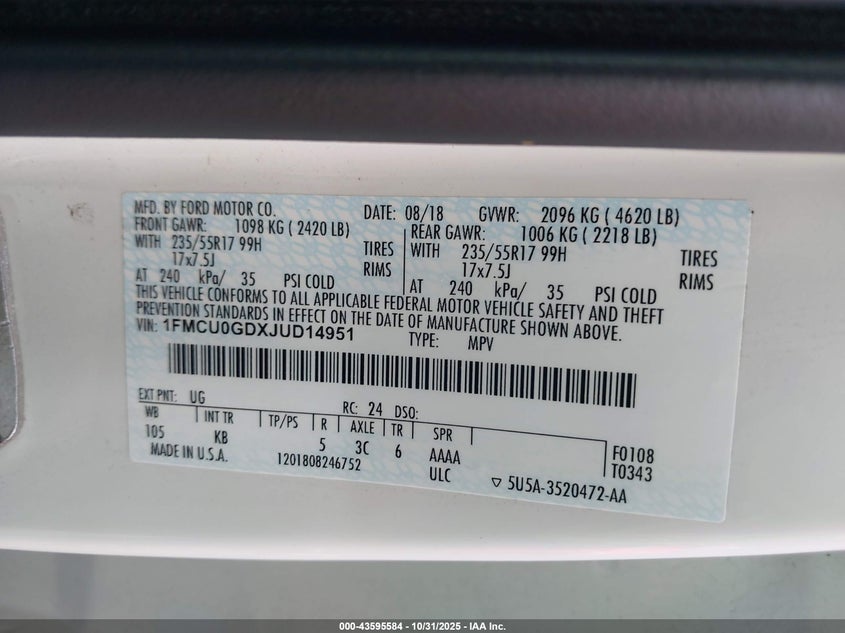 MFD. BY FORD MOTOR CO. DATE: 08/18 GVWR: 2096 KG ( 4620 LB)
FRONT GAWR: 1098 KG ( 2420 LB) REAR GAWR: 1006 KG ( 2218 LB)
WITH 235/55R17 99H TIRES WITH 235/55R17 99H TIRES
17x7.5J RIMS 17x7.5J RIMS
AT 240 kPa/ 35 PSI COLD AT 240 kPa/ 35 PSI COLD
THIS VEHICLE CONFORMS TO ALL APPLICABLE FEDERAL MOTOR VEHICLE SAFETY AND THEFT
PREVENTION STANDARDS IN EFFECT ON THE DATE OF MANUFACTURE SHOWN ABOVE.
VIN: 1FMCU0GDXJUD14951 TYPE: MPV
EXT PNT: UG RC: 24 DSO:
WB INT TR TP/PS R AXLE TR SPR
105 KB 5 3C 6 AAAA F0108
MADE IN U.S.A. 1201808246752 ULC T0343
▽ 5U5A-3520472-AA
000-43595584 - 10/31/2025 - IAA Inc.